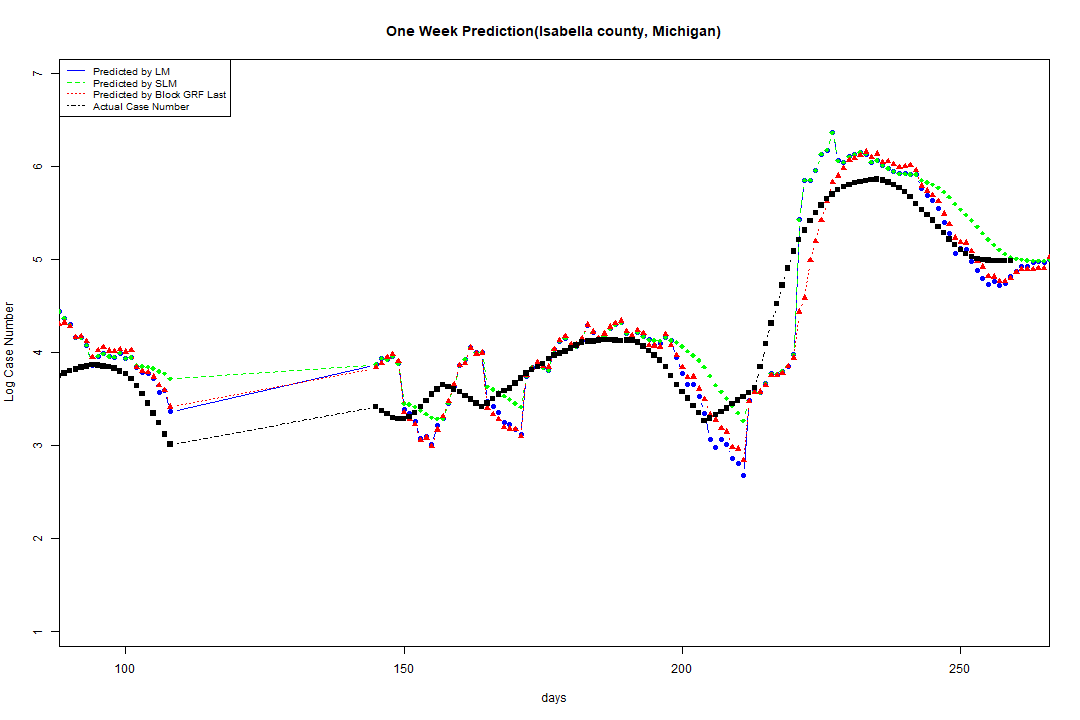 One Week Prediction(Isabella county, Michigan)
Predicted by LM
Predicted by SLM
Predicted by Block GRF Last
Actual Case Number
7
6
5
4
3
2
1
Log Case Number
100 150 200 250
days